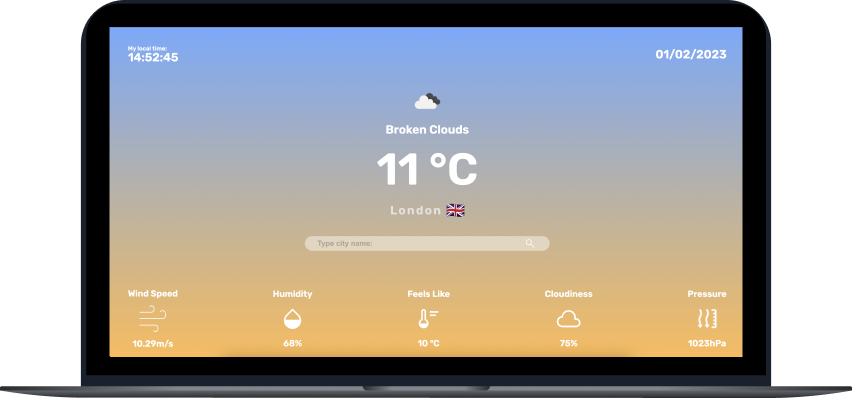 My local time:
14:52:45
01/02/2023
Broken Clouds
11 °C
London
Type city name:
Wind Speed
Humidity
Feels Like
Cloudiness
Pressure
10.29m/s
68%
10 °C
75%
1023hPa